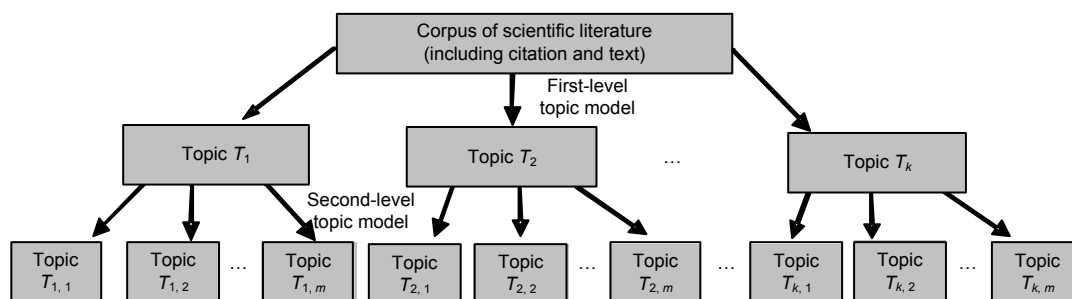 Corpus of scientific literature
(including citation and text)
First-level
topic model
Topic T1
Topic T2
...
Topic Tk
Second-level
topic model
Topic
T1, 1
Topic
T1, 2
...
Topic
T1, m
Topic
T2, 1
Topic
T2, 2
...
Topic
T2, m
...
Topic
Tk, 1
Topic
Tk, 2
...
Topic
Tk, m